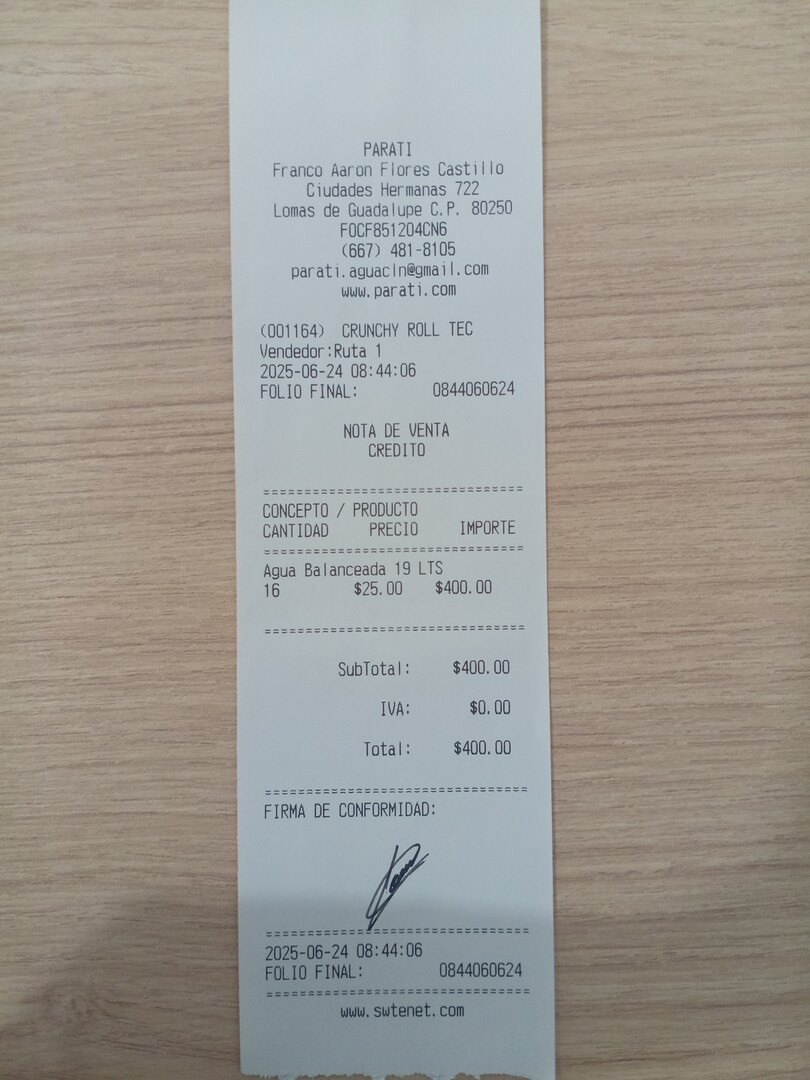 PARATI
Franco Aaron Flores Castillo
Ciudades Hermanas 722
Lomas de Guadalupe C.P. 80250
FOCF851204CN6
(667) 481-8105
parati.aguacln@gmail.com
www.parati.com
(001164) CRUNCHY ROLL TEC
Vendedor:Ruta 1
2025-06-24 08:44:06
FOLIO FINAL: 0844060624
NOTA DE VENTA
CREDITO
================================
CONCEPTO / PRODUCTO
CANTIDAD PRECIO IMPORTE
================================
Agua Balanceada 19 LTS
16 $25.00 $400.00
================================
SubTotal: $400.00
IVA: $0.00
Total: $400.00
================================
FIRMA DE CONFORMIDAD:
================================
2025-06-24 08:44:06
FOLIO FINAL: 0844060624
================================
www.swtenet.com